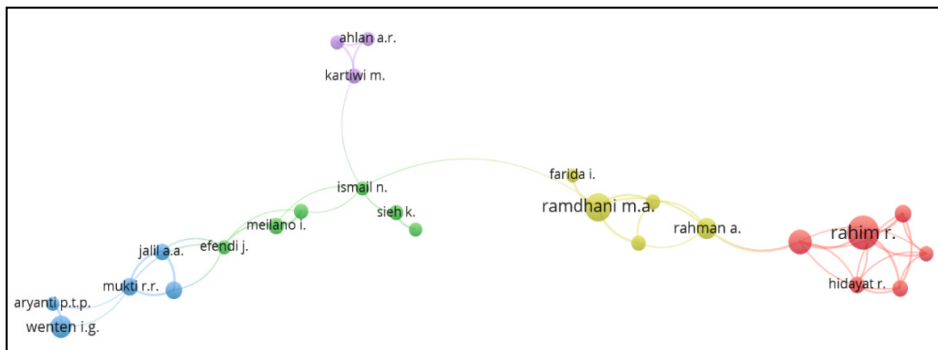 ahlan a.r.
kartiwi m.
farida i.
ismail n.
ramdhani m.a.
sieh k.
meilano i.
rahman a.
rahim r.
efendi j.
jalil a.a.
hidayat r.
mukti r.r.
aryanti p.t.p.
wenten i.g.